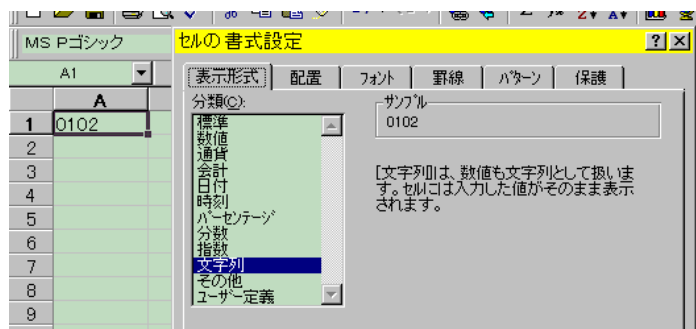 MS Pゴシック
セルの書式設定
A1
表示形式
配置
フォント
罫線
パターン
保護
A
分類(C):
サンプル
1
0102
標準
0102
数値
2
通貨
3
会計
[文字列]は、数値も文字列として扱いま
日付
す。セルには入力した値がそのまま表示
4
時刻
されます。
5
パーセンテージ
分数
6
指数
7
文字列
その他
8
ユーザー定義
9